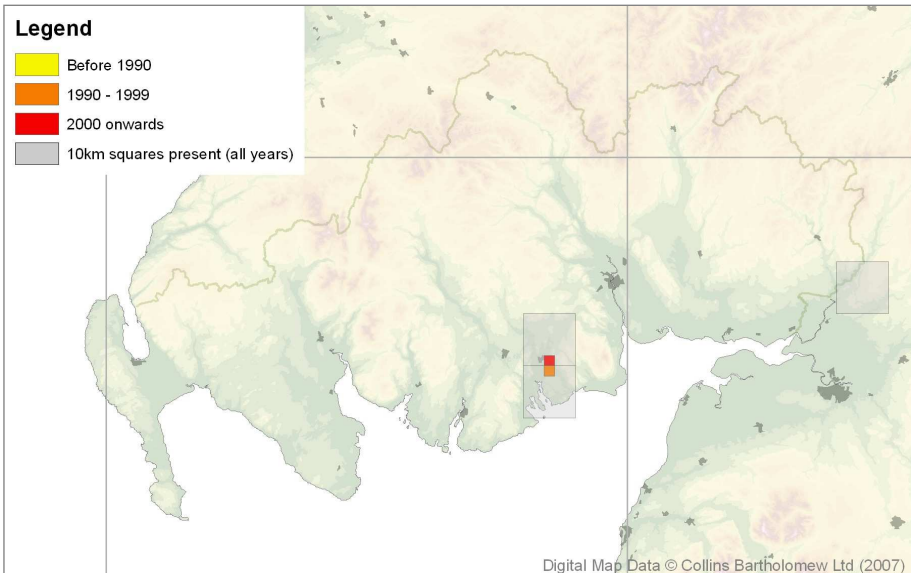 Legend
Before 1990
1990 - 1999
2000 onwards
10km squares present (all years)
Digital Map Data © Collins Bartholomew Ltd (2007)